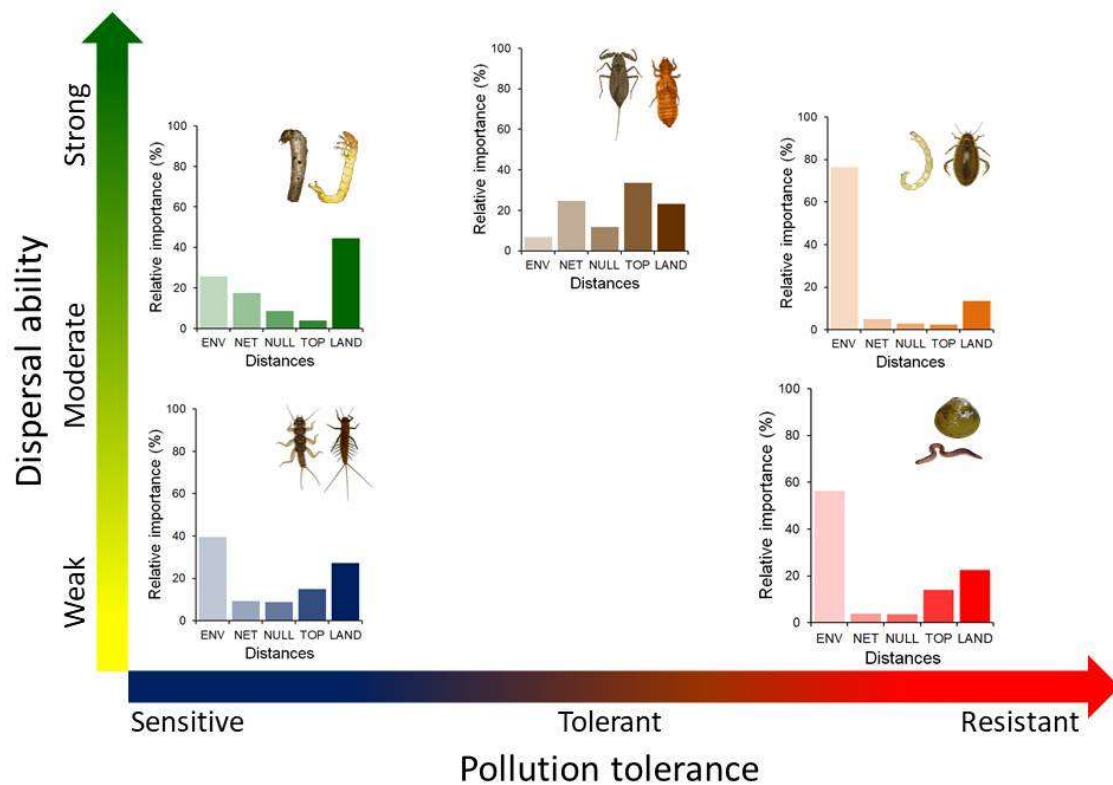 Dispersal ability
Strong
Moderate
Weak
Relative importance (%)
100
80
60
40
20
0
ENV NET NULL TOP LAND
Distances
Relative importance (%)
100
80
60
40
20
0
ENV NET NULL TOP LAND
Distances
Relative importance (%)
100
80
60
40
20
0
ENV NET NULL TOP LAND
Distances
Relative importance (%)
100
80
60
40
20
0
ENV NET NULL TOP LAND
Distances
Relative importance (%)
100
80
60
40
20
0
ENV NET NULL TOP LAND
Distances
Sensitive Tolerant Resistant
Pollution tolerance